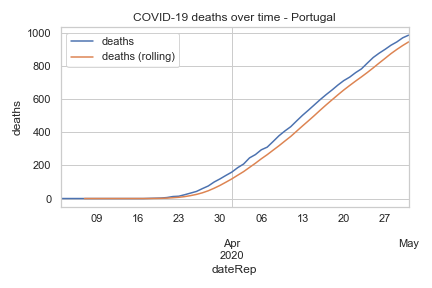 COVID-19 deaths over time - Portugal
1000
800
600
400
200
0
deaths
deaths
deaths (rolling)
09 16 23 30 06 13 20 27
Apr May
2020
dateRep